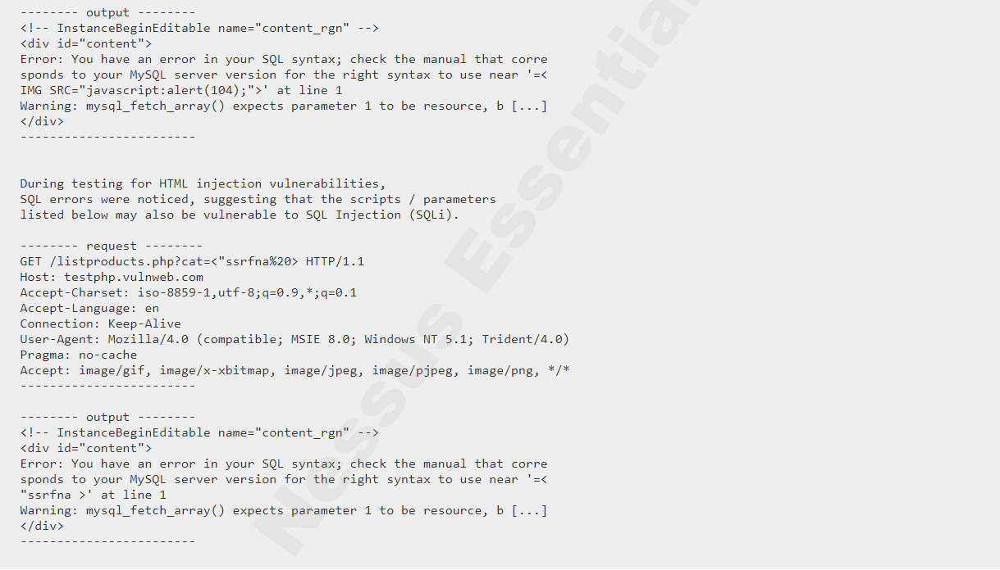 -------- output --------
<!-- InstanceBeginEditable name="content_rgn" -->
<div id="content">
Error: You have an error in your SQL syntax; check the manual that corre
sponds to your MySQL server version for the right syntax to use near '=<
IMG SRC="javascript:alert(104);">' at line 1
Warning: mysql_fetch_array() expects parameter 1 to be resource, b [...]
</div>
------------------------
During testing for HTML injection vulnerabilities,
SQL errors were noticed, suggesting that the scripts / parameters
listed below may also be vulnerable to SQL Injection (SQLi).
-------- request --------
GET /listproducts.php?cat=<"ssrfna%20> HTTP/1.1
Host: testphp.vulnweb.com
Accept-Charset: iso-8859-1,utf-8;q=0.9,*;q=0.1
Accept-Language: en
Connection: Keep-Alive
User-Agent: Mozilla/4.0 (compatible; MSIE 8.0; Windows NT 5.1; Trident/4.0)
Pragma: no-cache
Accept: image/gif, image/x-xbitmap, image/jpeg, image/pjpeg, image/png, */*
------------------------
-------- output --------
<!-- InstanceBeginEditable name="content_rgn" -->
<div id="content">
Error: You have an error in your SQL syntax; check the manual that corre
sponds to your MySQL server version for the right syntax to use near '=<
"ssrfna >' at line 1
Warning: mysql_fetch_array() expects parameter 1 to be resource, b [...]
</div>
------------------------
Nessus Essential